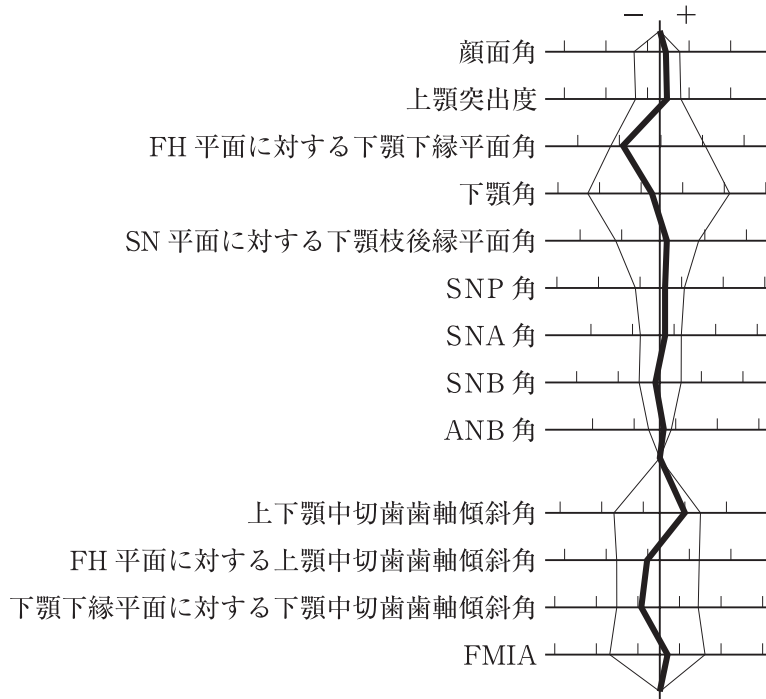 － ＋
顔面角
上顎突出度
FH 平面に対する下顎下縁平面角
下顎角
SN 平面に対する下顎枝後縁平面角
SNP 角
SNA 角
SNB 角
ANB 角
上下顎中切歯歯軸傾斜角
FH 平面に対する上顎中切歯歯軸傾斜角
下顎下縁平面に対する下顎中切歯歯軸傾斜角
FMIA